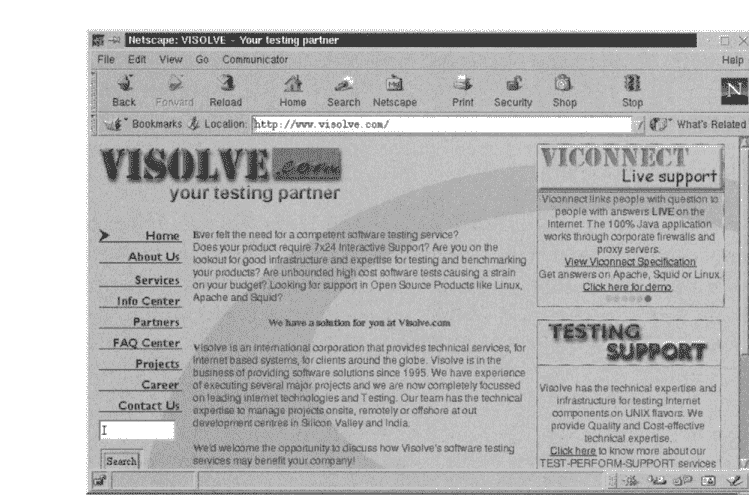 Netscape: VISOLVE - Your testing partner
File Edit View Go Communicator Help
Back Forward Reload Home Search Netscape Print Security Shop Stop
N
Bookmarks Location: http://www.visolve.com/ What's Related
VISOLVE.com
your testing partner
Home
About Us
Services
Info Center
Partners
FAQ Center
Projects
Career
Contact Us
Search
Ever felt the need for a competent software testing service?
Does your product require 7x24 Interactive Support? Are you on the
lookout for good infrastructure and expertise for testing and benchmarking
your products? Are unbounded high cost software tests causing a strain
on your budget? Looking for support in Open Source Products like Linux,
Apache and Squid?
We have a solution for you at Visolve.com
Visolve is an international corporation that provides technical services, for
Internet based systems, for clients around the globe. Visolve is in the
business of providing software solutions since 1995. We have experience
of executing several major projects and we are now completely focussed
on leading internet technologies and Testing. Our team has the technical
expertise to manage projects onsite, remotely or offshore at out
development centres in Silicon Valley and India.
We'd welcome the opportunity to discuss how Visolve's software testing
services may benefit your company!
VICONNECT
Live support
Viconnect links people with question to
people with answers LIVE on the
Internet. The 100% Java application
works through corporate firewalls and
proxy servers.
View Viconnect Specification
Get answers on Apache, Squid or Linux.
Click here for demo.
TESTING
SUPPORT
Visolve has the technical expertise and
infrastructure for testing Internet
components on UNIX flavors. We
provide Quality and Cost-effective
technical expertise.
Click here to know more about our
TEST-PERFORM-SUPPORT services